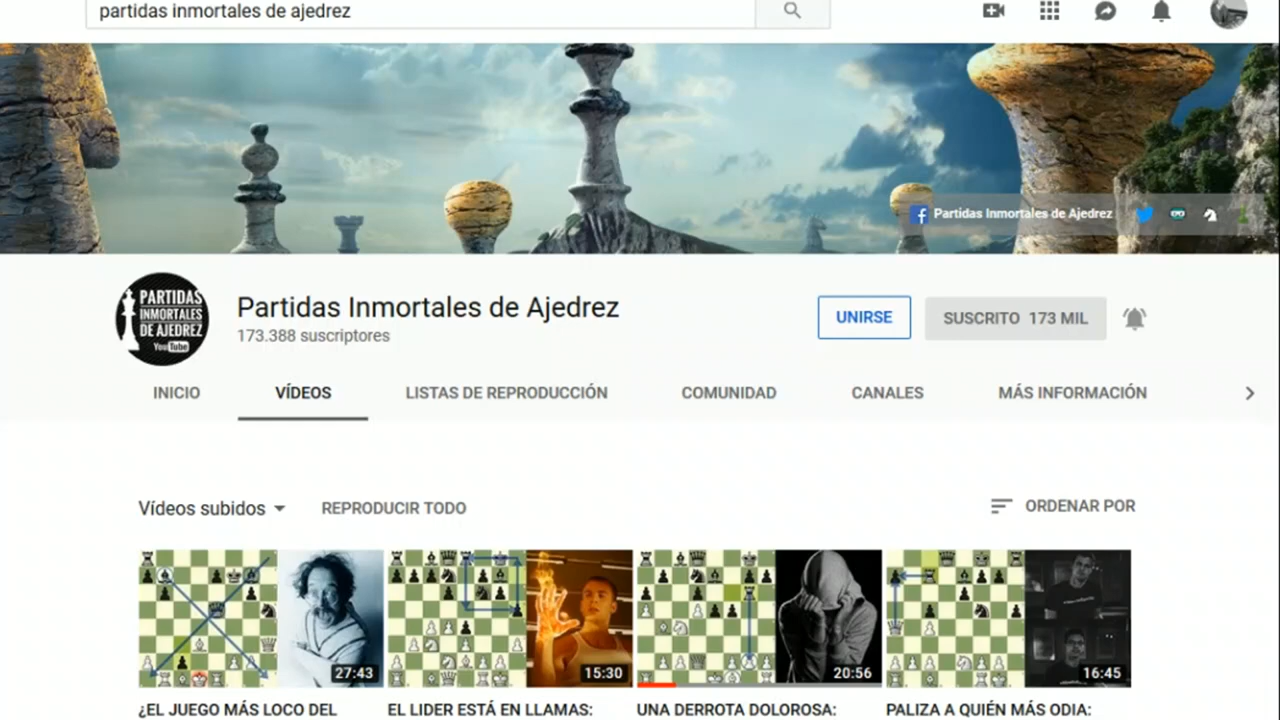 partidas inmortales de ajedrez
Partidas Inmortales de Ajedrez
PARTIDAS
INMORTALES
DE AJEDREZ
YouTube
Partidas Inmortales de Ajedrez
173.388 suscriptores
UNIRSE
SUSCRITO 173 MIL
INICIO
VÍDEOS
LISTAS DE REPRODUCCIÓN
COMUNIDAD
CANALES
MÁS INFORMACIÓN
Vídeos subidos
REPRODUCIR TODO
ORDENAR POR
27:43
15:30
20:56
16:45
¿EL JUEGO MÁS LOCO DEL
EL LIDER ESTÁ EN LLAMAS:
UNA DERROTA DOLOROSA:
PALIZA A QUIÉN MÁS ODIA: